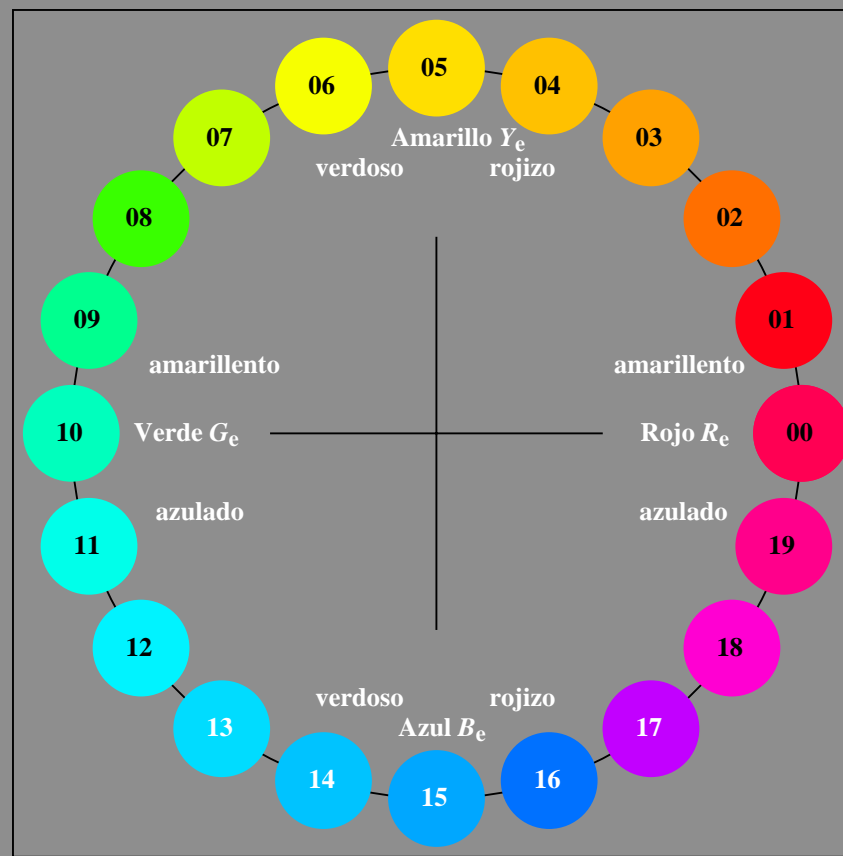 06 05 04
07 Amarillo Yₑ 03
verdoso rojizo
08 02
09 01
amarillento amarillento
10 Verde Gₑ Rojo Rₑ 00
azulado azulado
11 19
12 18
verdoso rojizo
13 Azul Bₑ 17
14 15 16